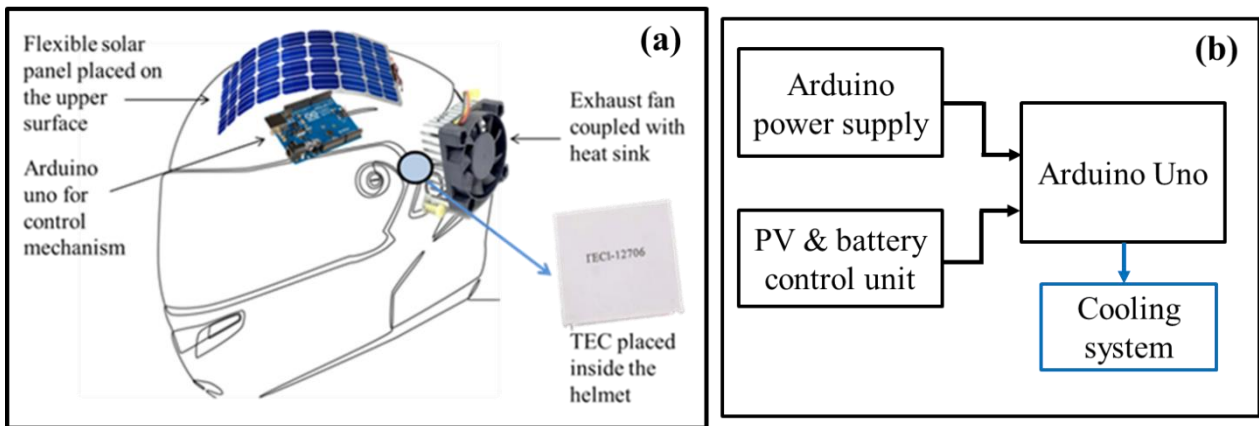 (a)
Flexible solar
panel placed on
the upper
surface
Arduino
uno for
control
mechanism
Exhaust fan
coupled with
heat sink
TEC1-12706
TEC placed
inside the
helmet
(b)
Arduino
power supply
PV & battery
control unit
Arduino Uno
Cooling
system